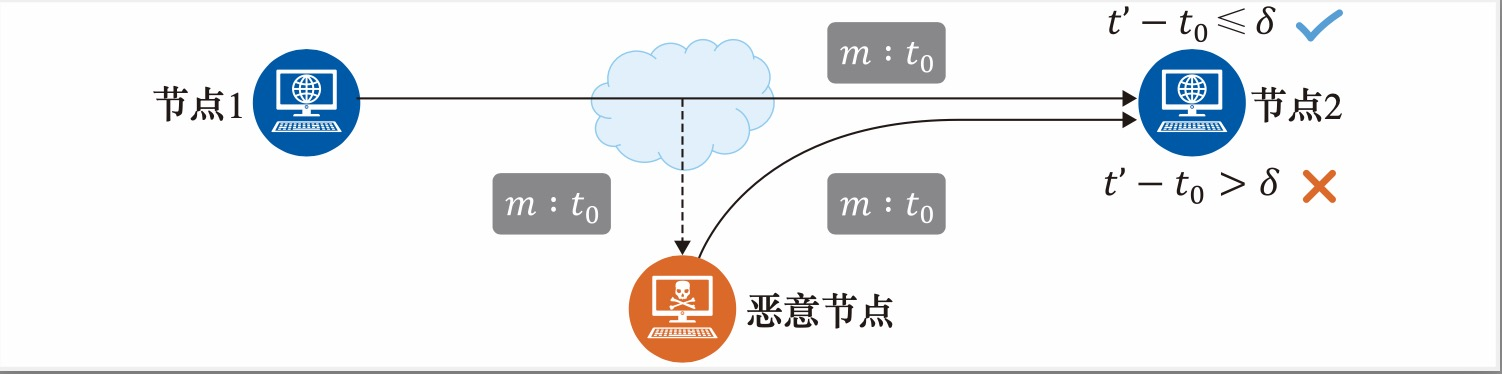 t’ − t₀ ⩽ δ
m : t₀
节点1
节点2
t’ − t₀ > δ
m : t₀
m : t₀
恶意节点